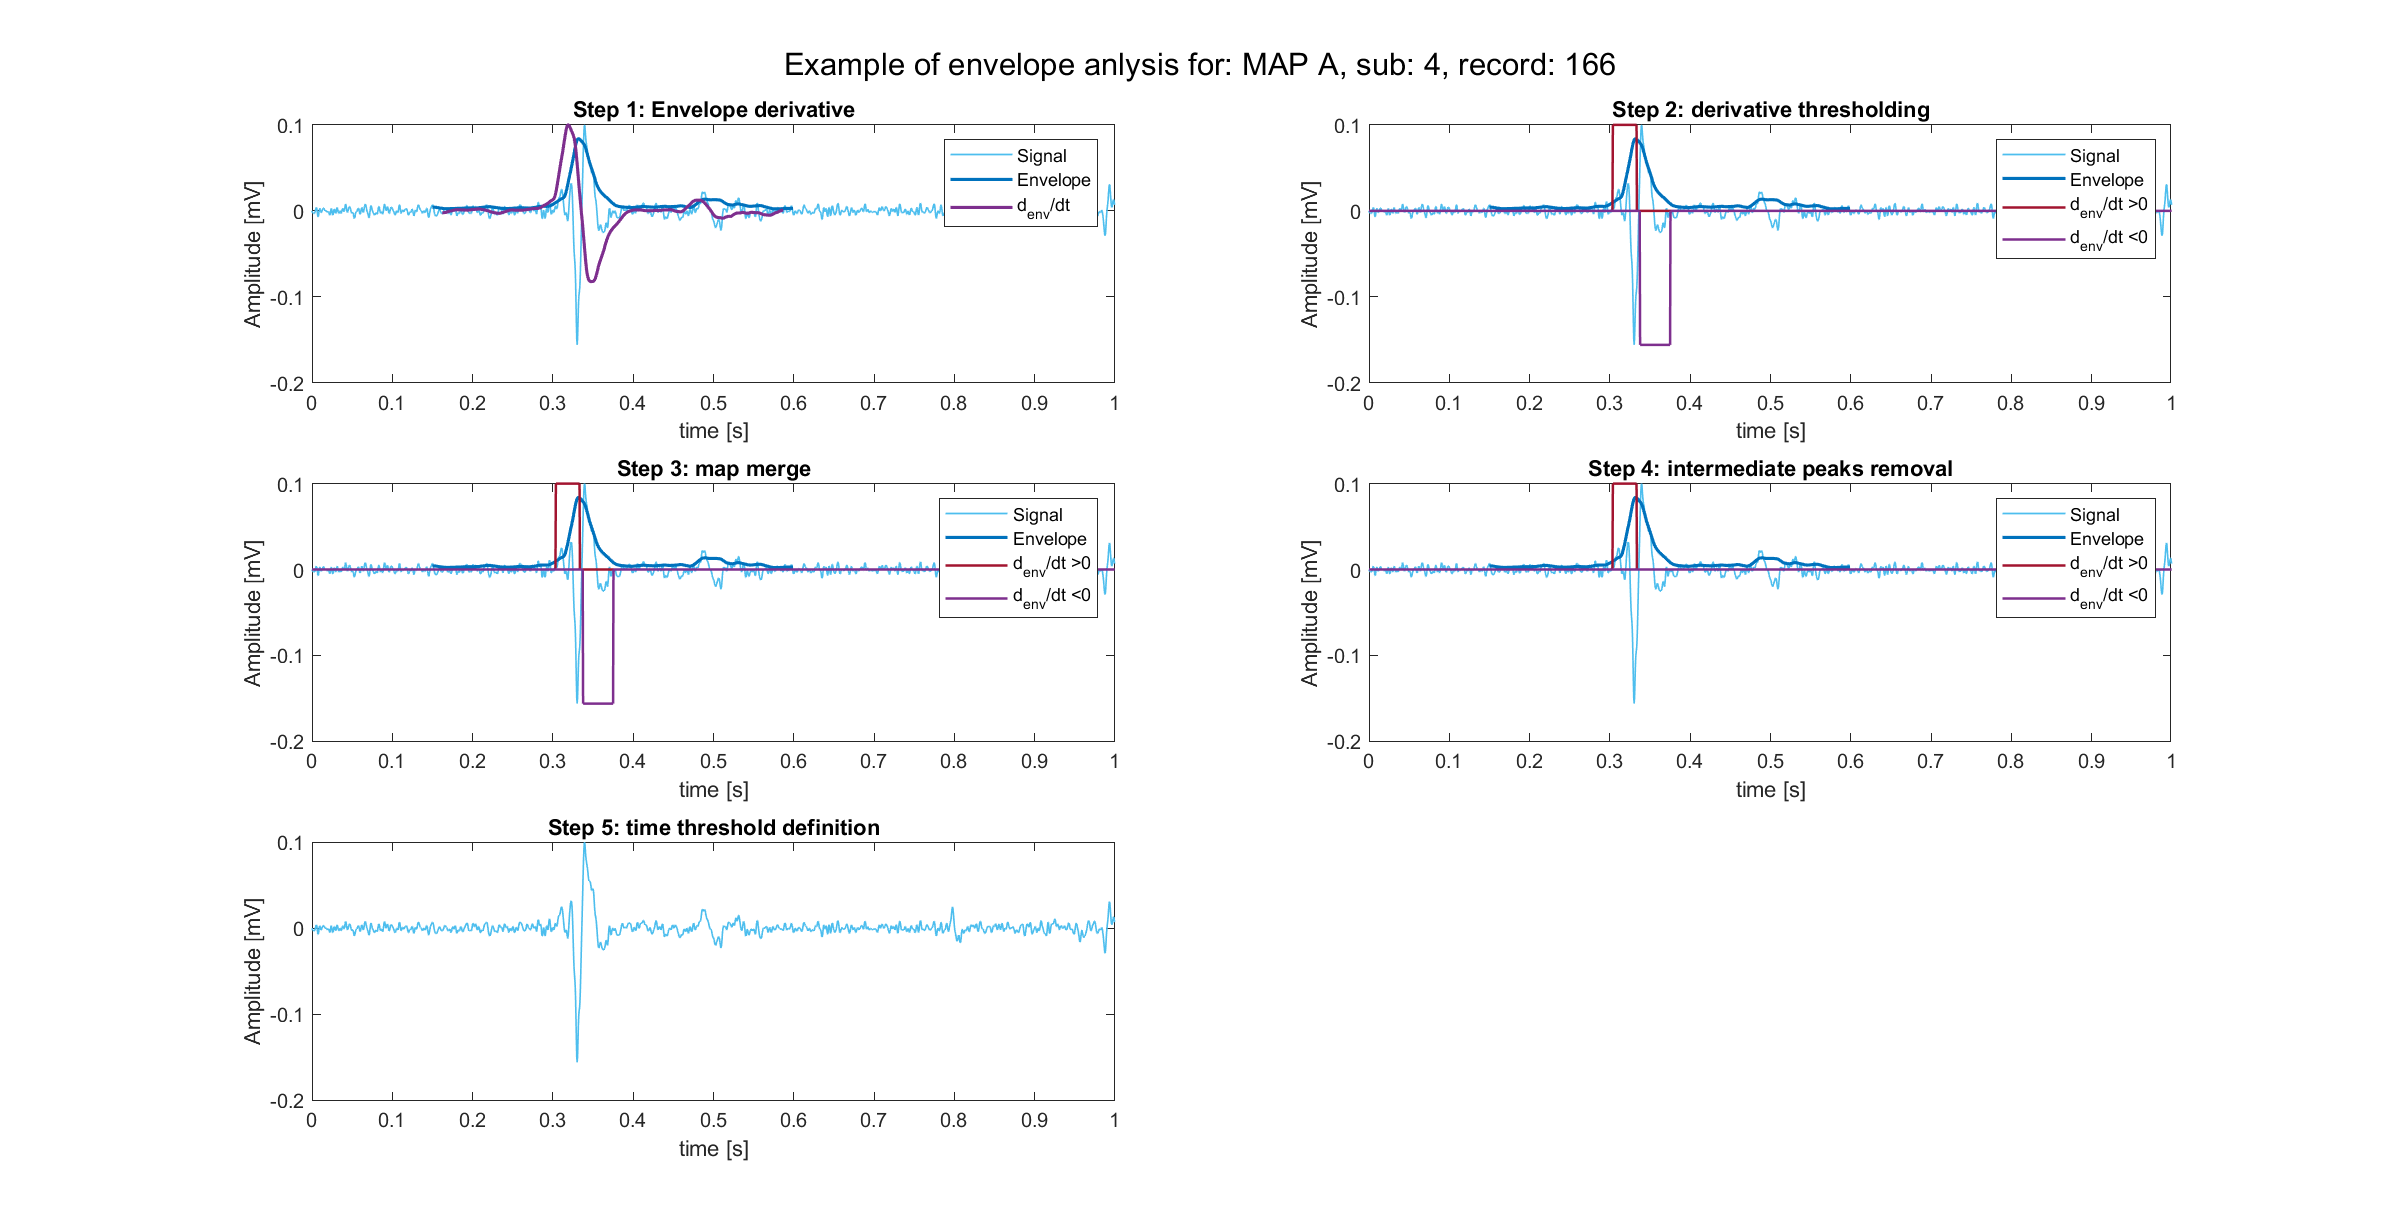 Example of envelope anlysis for: MAP A, sub: 4, record: 166
Step 1: Envelope derivative
Amplitude [mV]
0.1
0
-0.1
-0.2
Signal
Envelope
d_env/dt
0 0.1 0.2 0.3 0.4 0.5 0.6 0.7 0.8 0.9 1
time [s]
Step 2: derivative thresholding
Amplitude [mV]
0.1
0
-0.1
-0.2
Signal
Envelope
d_env/dt >0
d_env/dt <0
0 0.1 0.2 0.3 0.4 0.5 0.6 0.7 0.8 0.9 1
time [s]
Step 3: map merge
Amplitude [mV]
0.1
0
-0.1
-0.2
Signal
Envelope
d_env/dt >0
d_env/dt <0
0 0.1 0.2 0.3 0.4 0.5 0.6 0.7 0.8 0.9 1
time [s]
Step 4: intermediate peaks removal
Amplitude [mV]
0.1
0
-0.1
-0.2
Signal
Envelope
d_env/dt >0
d_env/dt <0
0 0.1 0.2 0.3 0.4 0.5 0.6 0.7 0.8 0.9 1
time [s]
Step 5: time threshold definition
Amplitude [mV]
0.1
0
-0.1
-0.2
0 0.1 0.2 0.3 0.4 0.5 0.6 0.7 0.8 0.9 1
time [s]